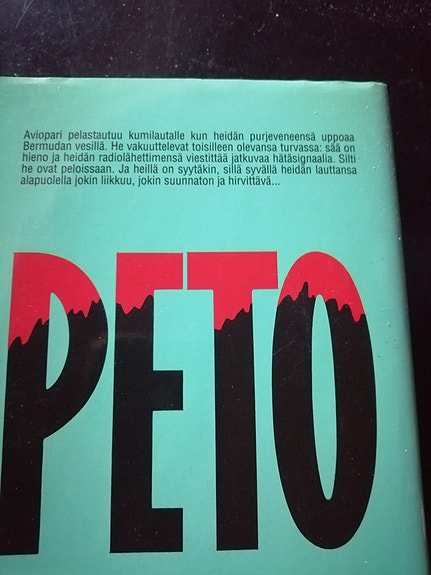 Aviopari pelastautuu kumilautalle kun heidän purjeveneensä uppoaa
Bermudan vesillä. He vakuuttelevat toisilleen olevansa turvassa: sää on
hieno ja heidän radiolähettimensä viestittää jatkuvaa hätäsignaalia. Silti
he ovat peloissaan. Ja heillä on syytäkin, sillä syvällä heidän lauttansa
alapuolella jokin liikkuu, jokin suunnaton ja hirvittävä...
PETO